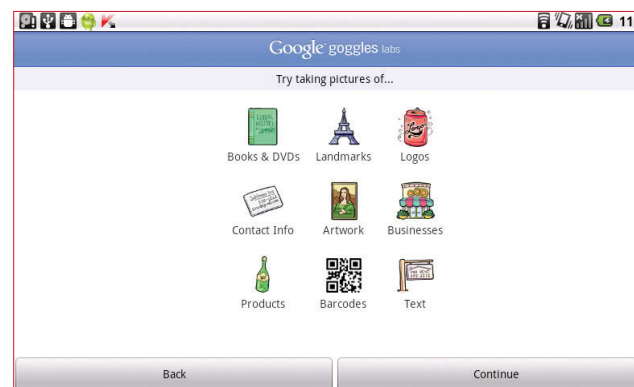 11
Google goggles labs
Try taking pictures of...
Books & DVDs Landmarks Logos
Contact Info Artwork Businesses
Products Barcodes Text
Back Continue